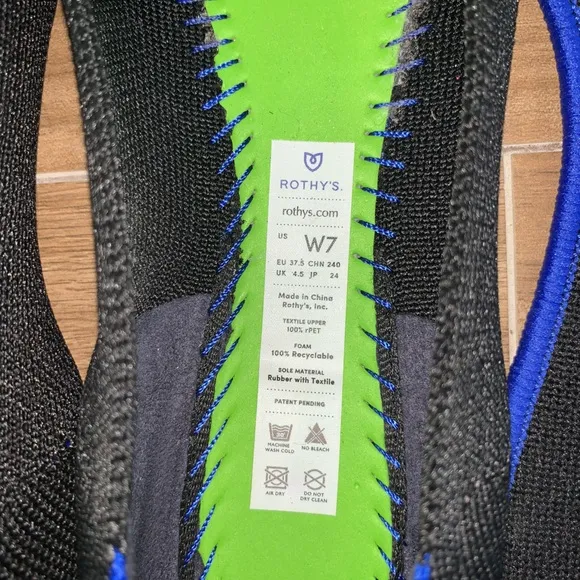 ROTHY'S.
rothys.com
US W7
EU 37.5 CHN 240
UK 4.5 JP 24
Made in China
Rothy's, Inc.
TEXTILE UPPER
100% rPET
FOAM
100% Recyclable
SOLE MATERIAL
Rubber with Textile
PATENT PENDING
MACHINE WASH COLD NO BLEACH
AIR DRY DO NOT DRY CLEAN